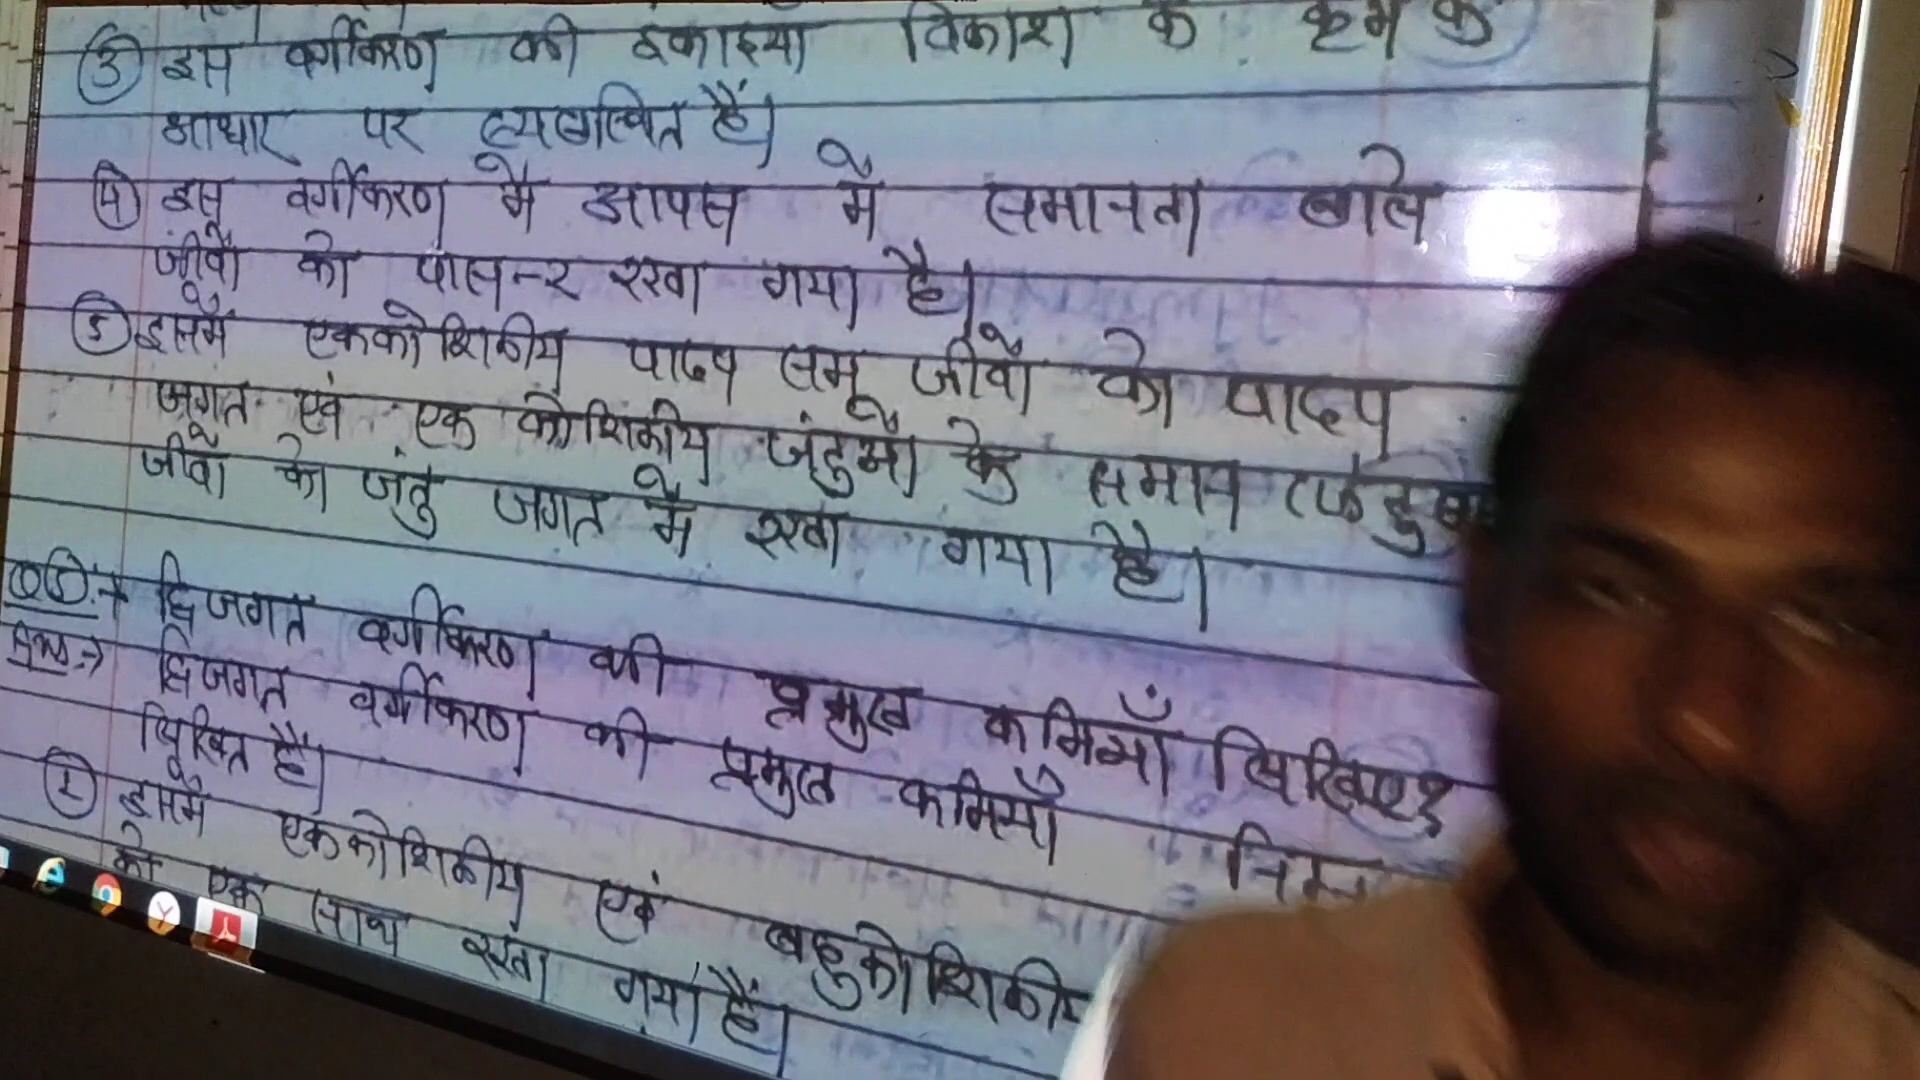 ③ इस वर्गीकरण की इकाइया विकाश के क्रम के
आधार पर व्यवस्थित हैं।
④ इस वर्गीकरण में आपस में समानता वाले
जीवों को पास-२ रखा गया है।
⑤ इसमें एककोशिकीय पादप सम जीवों को पादप
जगत एवं एक कोशिकीय जंतुओं के समान
जीवों को जंतु जगत में रखा गया है।
Q⑤.→ द्विजगत वर्गीकरण की प्रमुख कमियाँ लिखिए?
Ans.→ द्विजगत वर्गीकरण की प्रमुख कमियाँ निम्न
लिखित हैं।
① इसमें एककोशिकीय एवं बहुकोशिकीय
को एक साथ रखा गया हैं।